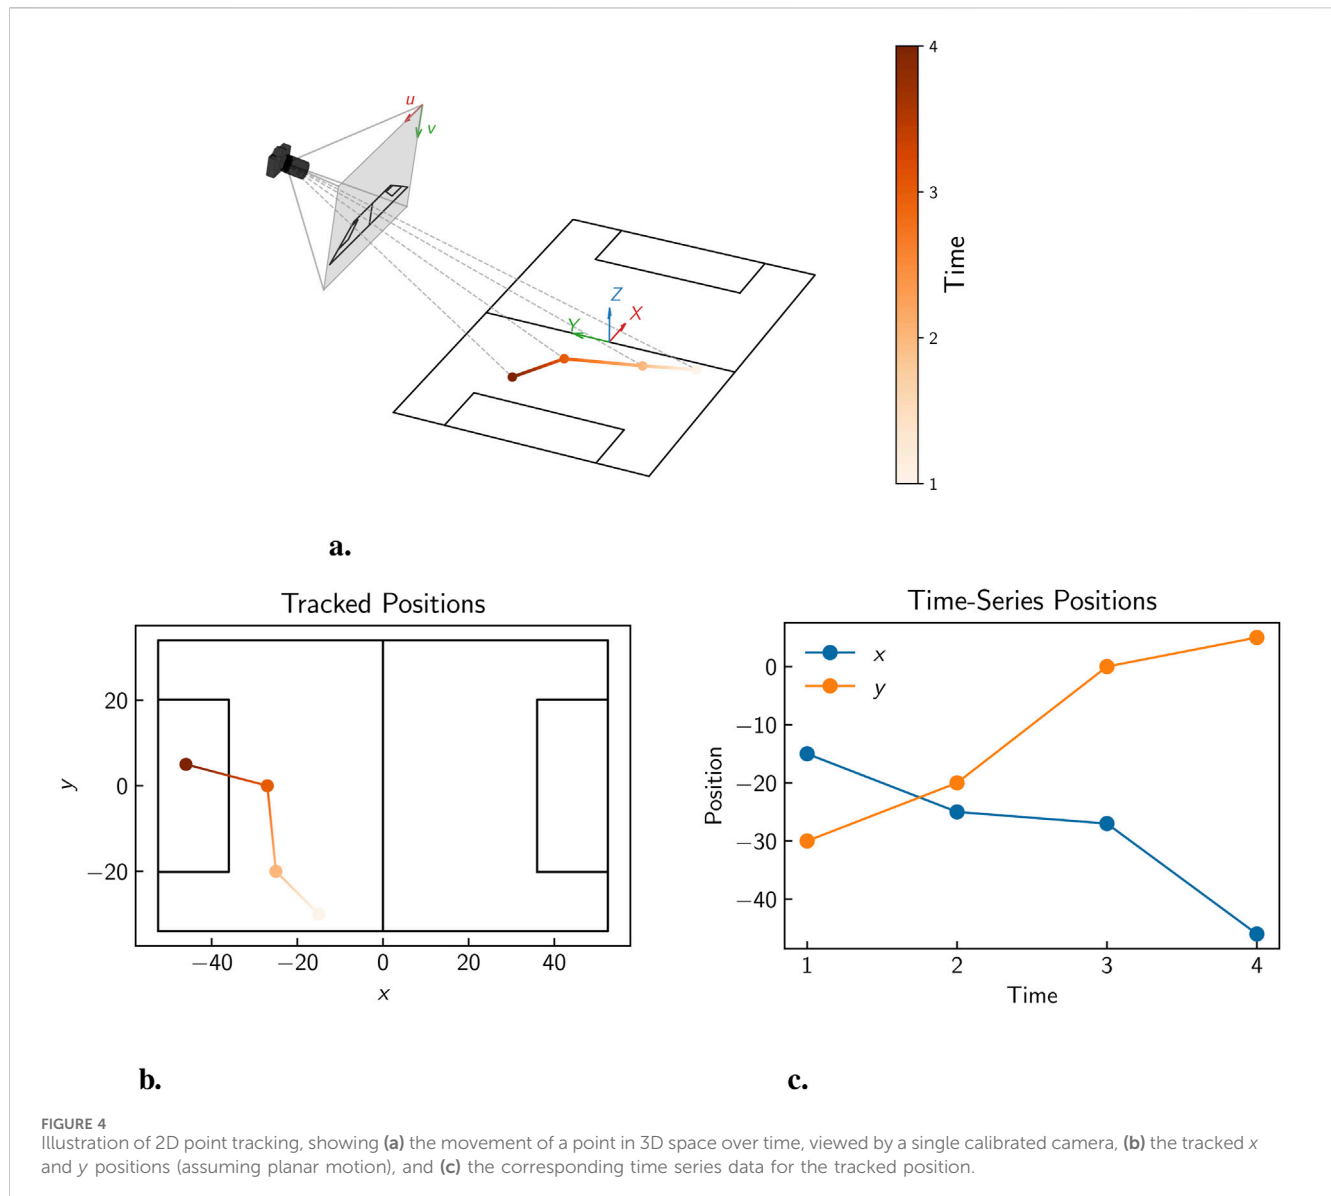 u
v
Z
X
Y
4
3
2
1
Time
a.
Tracked Positions
20
0
−20
y
−40
−20
0
20
40
x
b.
Time-Series Positions
x
y
0
−10
−20
−30
−40
Position
1
2
3
4
Time
c.
FIGURE 4
Illustration of 2D point tracking, showing (a) the movement of a point in 3D space over time, viewed by a single calibrated camera, (b) the tracked x
and y positions (assuming planar motion), and (c) the corresponding time series data for the tracked position.